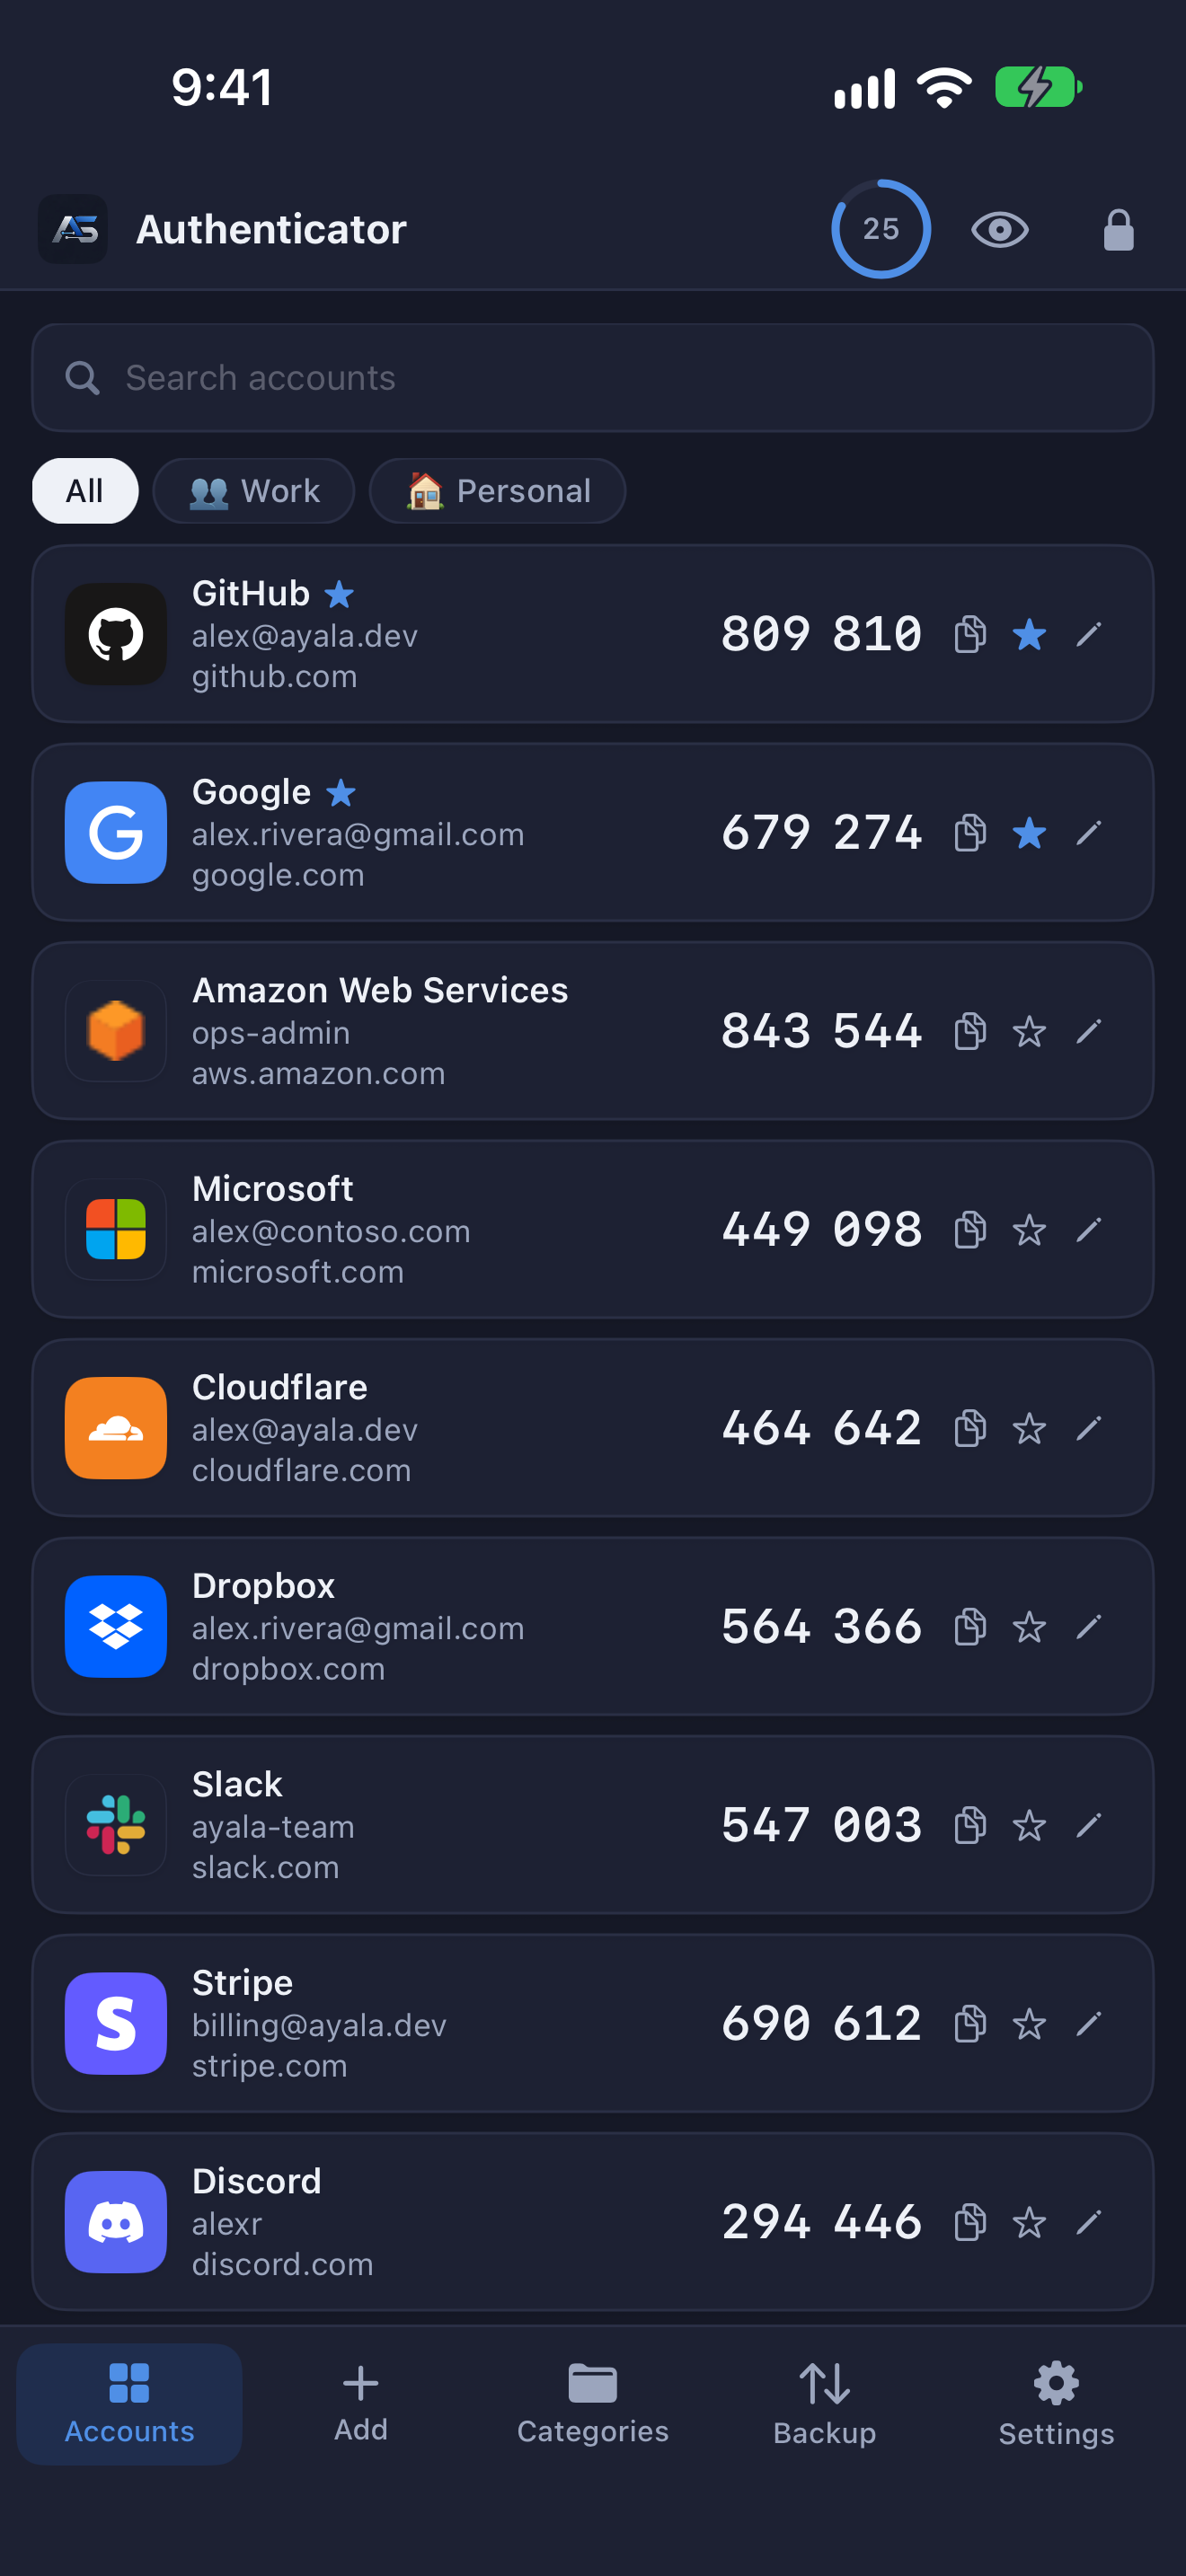 9:41
AS Authenticator 25
Search accounts
All Work Personal
GitHub
alex@ayala.dev
github.com
809 810
Google
alex.rivera@gmail.com
google.com
679 274
Amazon Web Services
ops-admin
aws.amazon.com
843 544
Microsoft
alex@contoso.com
microsoft.com
449 098
Cloudflare
alex@ayala.dev
cloudflare.com
464 642
Dropbox
alex.rivera@gmail.com
dropbox.com
564 366
Slack
ayala-team
slack.com
547 003
Stripe
billing@ayala.dev
stripe.com
690 612
Discord
alexr
discord.com
294 446
Accounts Add Categories Backup Settings